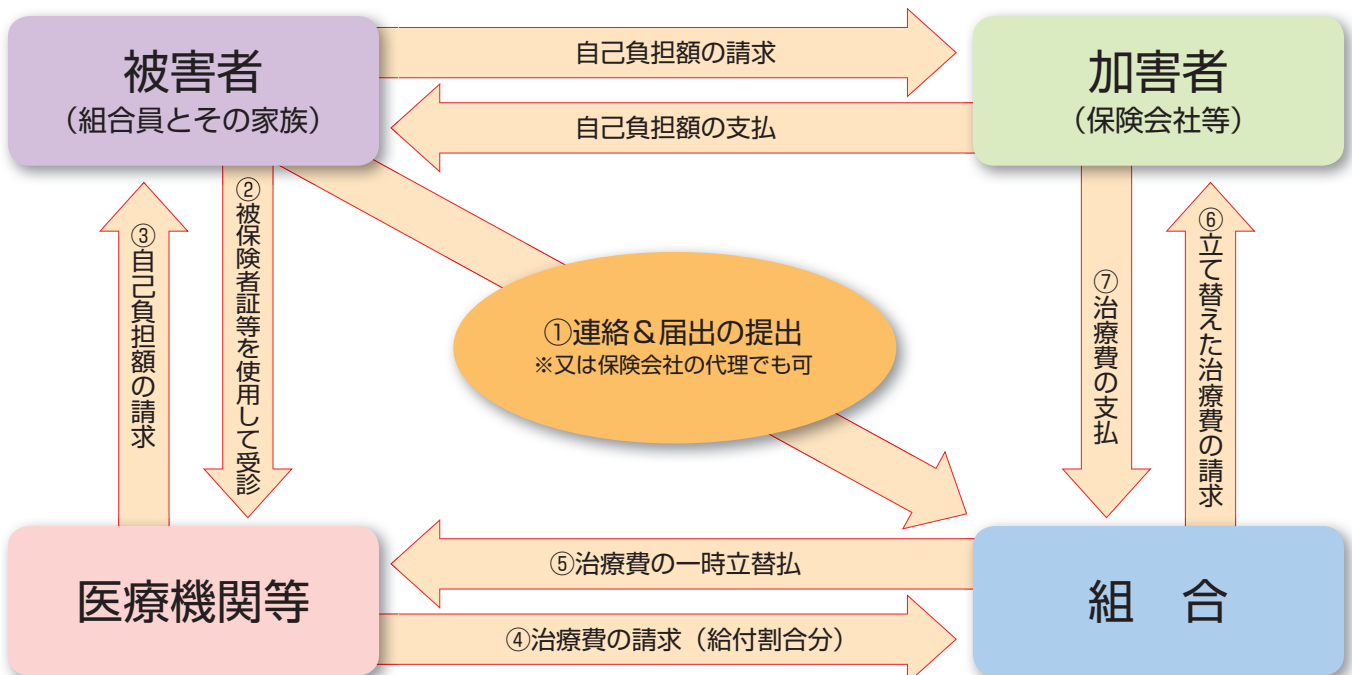 被害者
（組合員とその家族）
自己負担額の請求
自己負担額の支払
加害者
（保険会社等）
③自己負担額の請求
②被保険者証等を使用して受診
①連絡＆届出の提出
※又は保険会社の代理でも可
⑦治療費の支払
⑥立て替えた治療費の請求
医療機関等
⑤治療費の一時立替払
④治療費の請求（給付割合分）
組　合